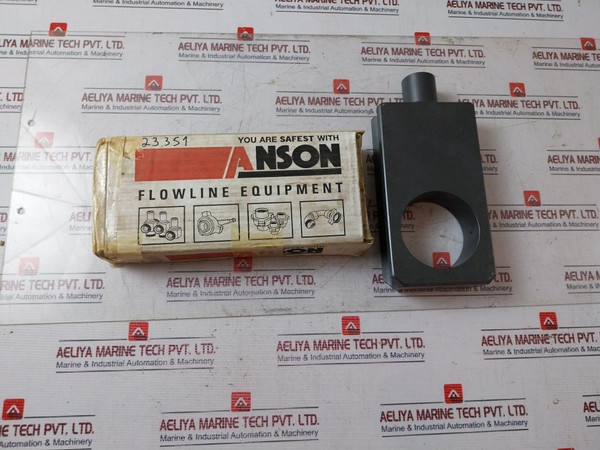 23351
YOU ARE SAFEST WITH
ANSON
FLOWLINE EQUIPMENT
AELIYA MARINE TECH PVT. LTD.
Marine & Industrial Automation & Machinery